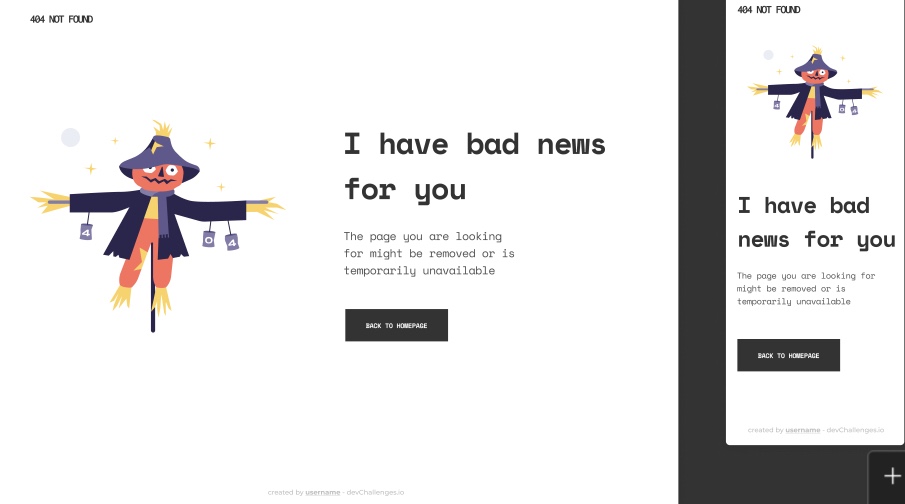 404 NOT FOUND
4
0
4
I have bad news
for you
The page you are looking
for might be removed or is
temporarily unavailable
BACK TO HOMEPAGE
created by username - devChallenges.io
404 NOT FOUND
4
0
4
I have bad
news for you
The page you are looking for
might be removed or is
temporarily unavailable
BACK TO HOMEPAGE
created by username - devChallenges.io